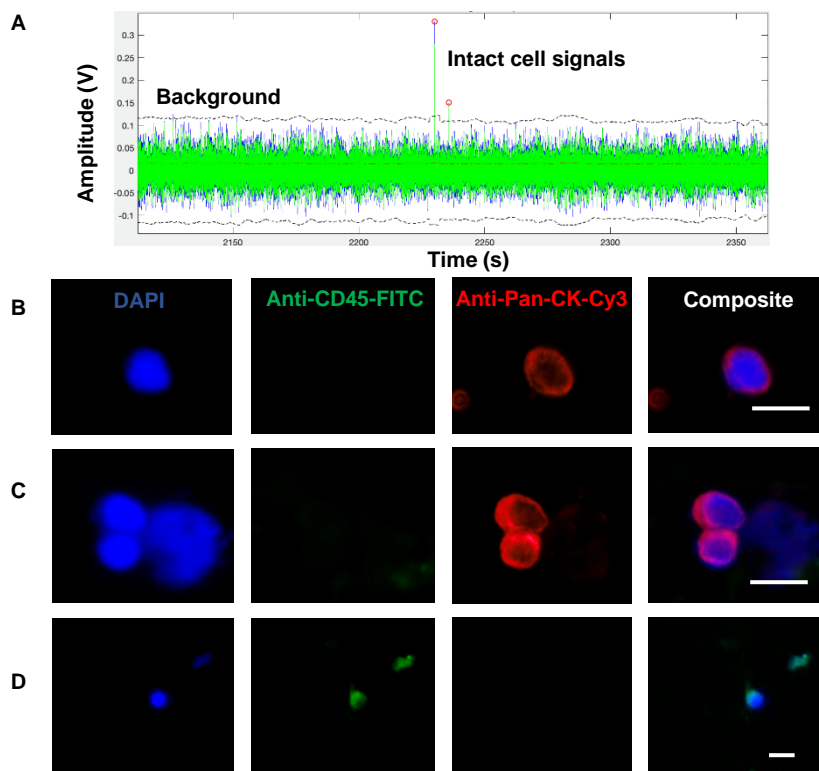 A
Amplitude (V)
0.3
0.25
0.2
0.15
0.1
0.05
0
-0.05
-0.1
Background
Intact cell signals
2150
2200
2250
2300
2350
Time (s)
B
DAPI
Anti-CD45-FITC
Anti-Pan-CK-Cy3
Composite
C
D